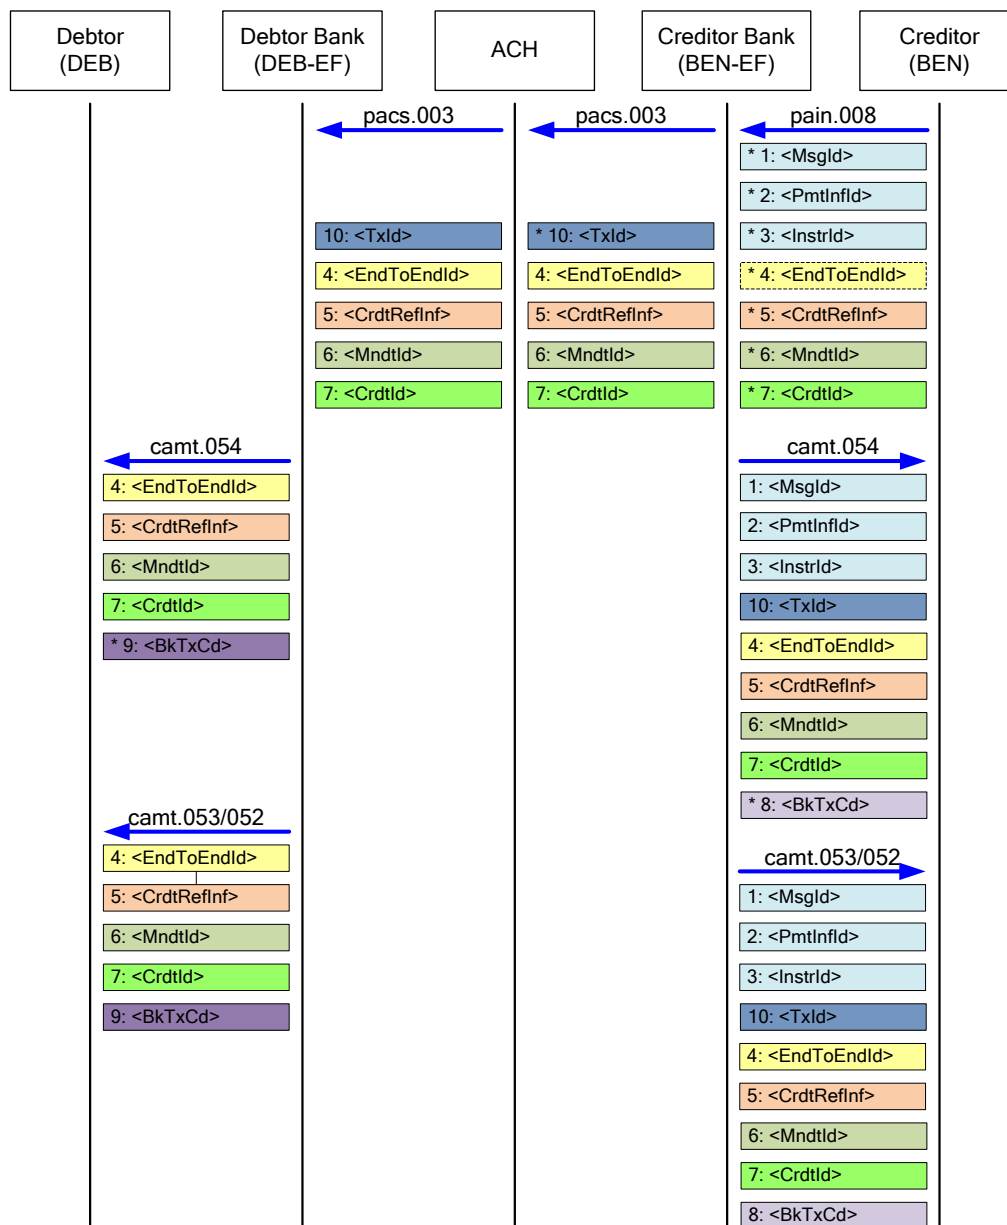 Debtor
(DEB)
Debtor Bank
(DEB-EF)
ACH
Creditor Bank
(BEN-EF)
Creditor
(BEN)
pacs.003
pacs.003
pain.008
* 1: <MsgId>
* 2: <PmtInfId>
10: <TxId>
* 10: <TxId>
* 3: <InstrId>
4: <EndToEndId>
4: <EndToEndId>
* 4: <EndToEndId>
5: <CrdtRefInf>
5: <CrdtRefInf>
* 5: <CrdtRefInf>
6: <MndtId>
6: <MndtId>
* 6: <MndtId>
7: <CrdtId>
7: <CrdtId>
* 7: <CrdtId>
camt.054
camt.054
4: <EndToEndId>
1: <MsgId>
5: <CrdtRefInf>
2: <PmtInfId>
6: <MndtId>
3: <InstrId>
7: <CrdtId>
10: <TxId>
* 9: <BkTxCd>
4: <EndToEndId>
5: <CrdtRefInf>
6: <MndtId>
7: <CrdtId>
* 8: <BkTxCd>
camt.053/052
4: <EndToEndId>
camt.053/052
5: <CrdtRefInf>
1: <MsgId>
6: <MndtId>
2: <PmtInfId>
7: <CrdtId>
3: <InstrId>
9: <BkTxCd>
10: <TxId>
4: <EndToEndId>
5: <CrdtRefInf>
6: <MndtId>
7: <CrdtId>
8: <BkTxCd>